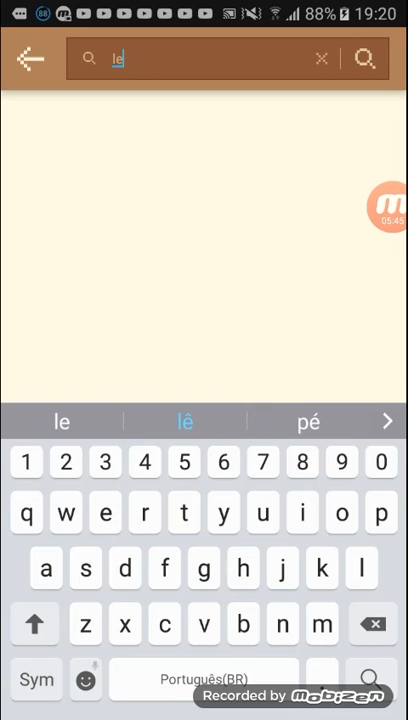 88 88% 19:20
le
m
05:45
le lê pé
1 2 3 4 5 6 7 8 9 0
q w e r t y u i o p
a s d f g h j k l
z x c v b n m
Sym Português(BR) .
Recorded by mobizen